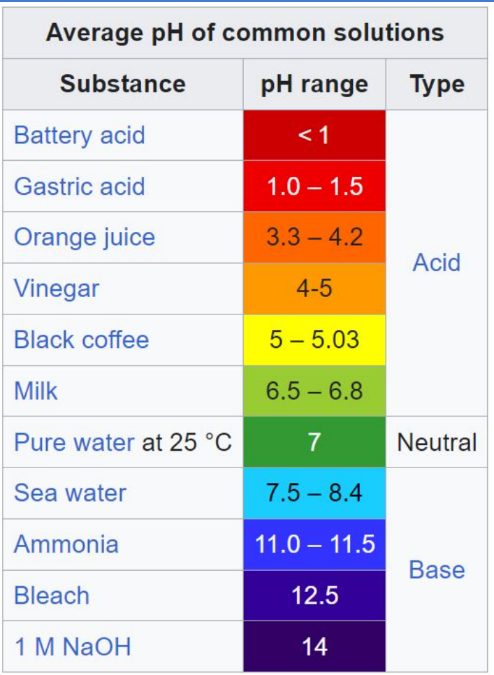 Average pH of common solutions
Substance pH range Type
Battery acid < 1
Gastric acid 1.0 – 1.5
Orange juice 3.3 – 4.2
Acid
Vinegar 4-5
Black coffee 5 – 5.03
Milk 6.5 – 6.8
Pure water at 25 °C 7 Neutral
Sea water 7.5 – 8.4
Ammonia 11.0 – 11.5
Base
Bleach 12.5
1 M NaOH 14